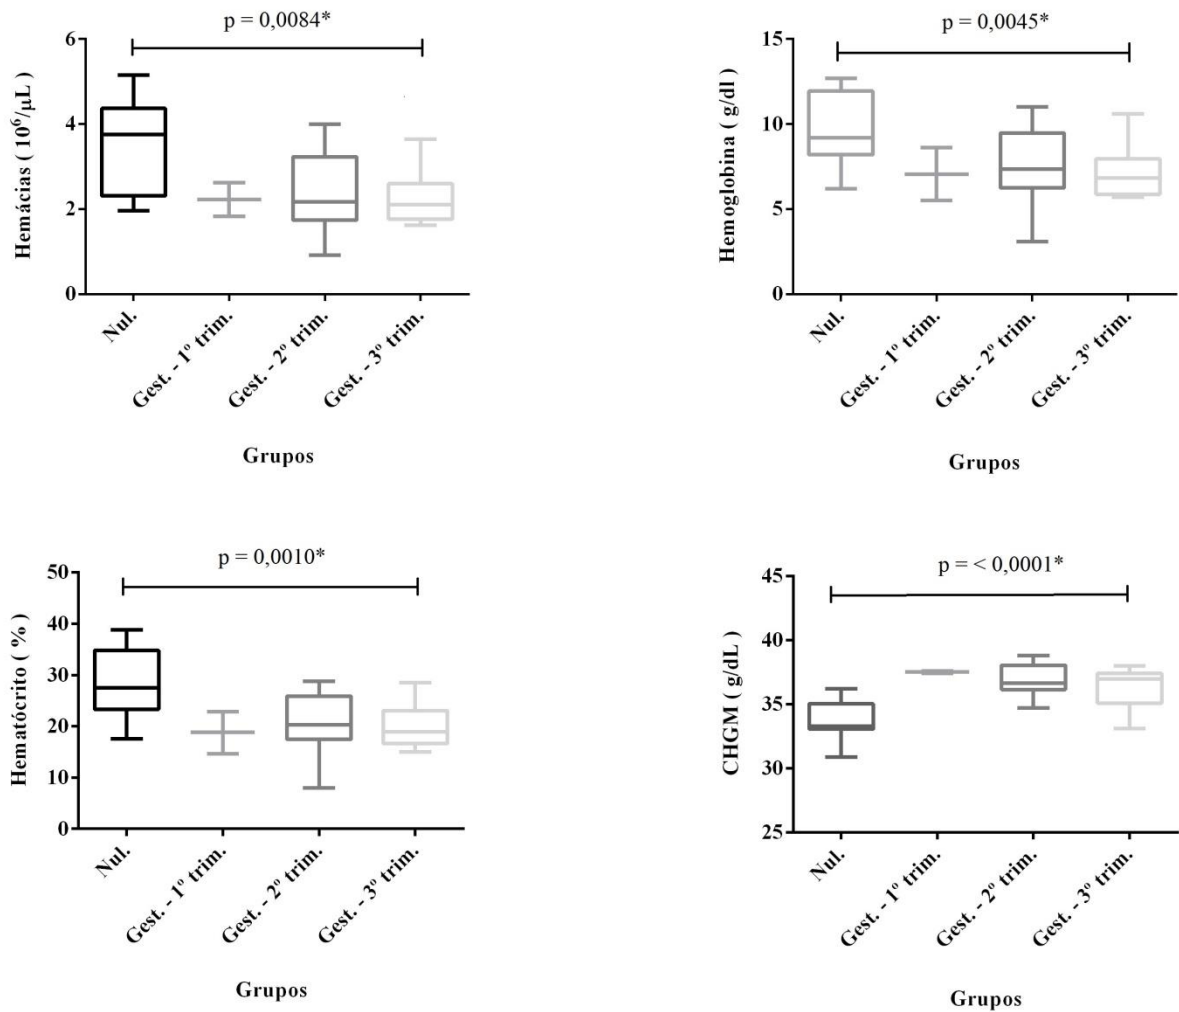 p = 0,0084*
Hemácias ( 10⁶/μL )
6
4
2
0
Nul.
Gest. - 1º trim.
Gest. - 2º trim.
Gest. - 3º trim.
Grupos
p = 0,0045*
Hemoglobina ( g/dl )
15
10
5
0
Nul.
Gest. - 1º trim.
Gest. - 2º trim.
Gest. - 3º trim.
Grupos
p = 0,0010*
Hematócrito ( % )
50
40
30
20
10
0
Nul.
Gest. - 1º trim.
Gest. - 2º trim.
Gest. - 3º trim.
Grupos
p = < 0,0001*
CHGM ( g/dL )
45
40
35
30
25
Nul.
Gest. - 1º trim.
Gest. - 2º trim.
Gest. - 3º trim.
Grupos